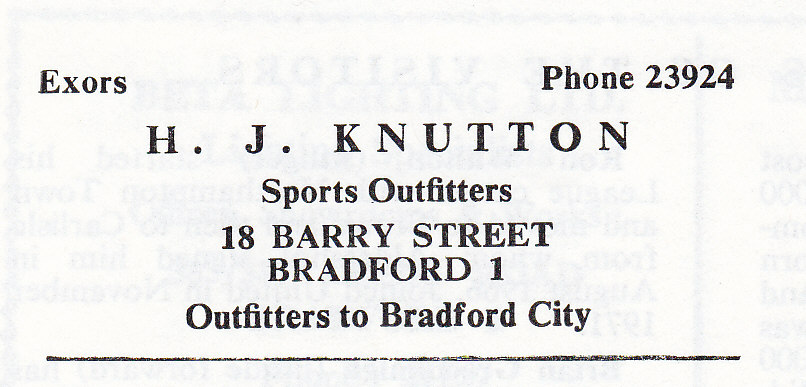 Exors Phone 23924
H. J. KNUTTON
Sports Outfitters
18 BARRY STREET
BRADFORD 1
Outfitters to Bradford City